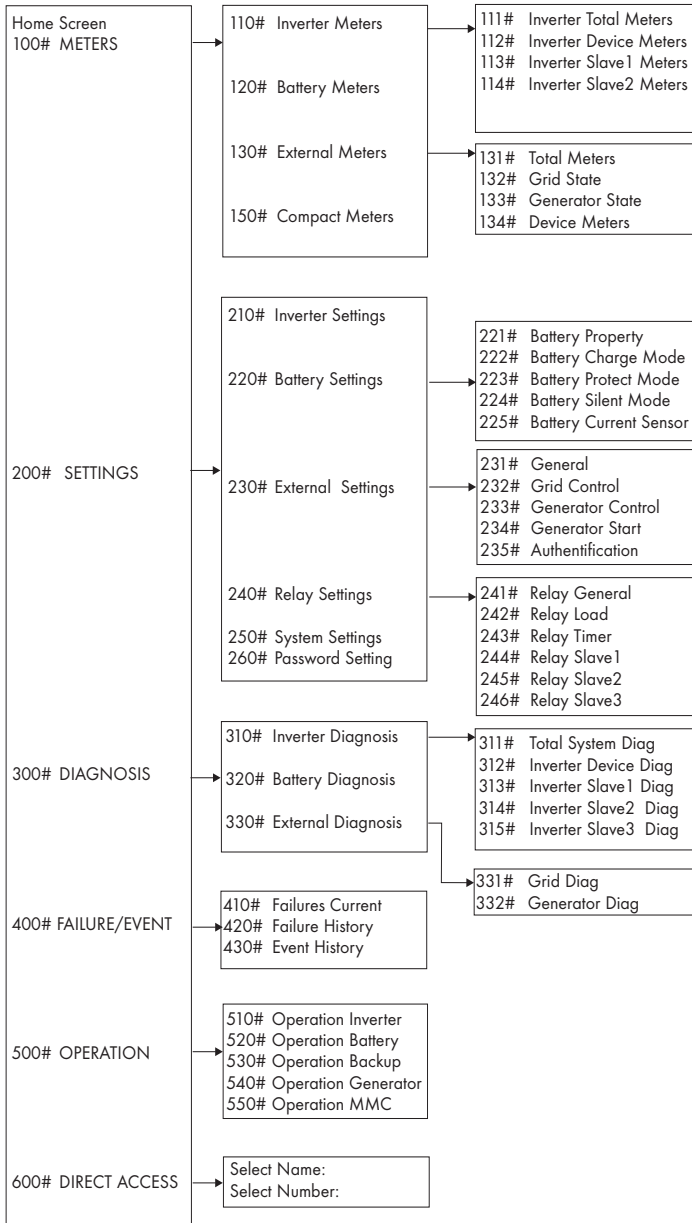 Home Screen
100# METERS
110# Inverter Meters
120# Battery Meters
130# External Meters
150# Compact Meters
111# Inverter Total Meters
112# Inverter Device Meters
113# Inverter Slave1 Meters
114# Inverter Slave2 Meters
131# Total Meters
132# Grid State
133# Generator State
134# Device Meters
200# SETTINGS
210# Inverter Settings
220# Battery Settings
230# External Settings
240# Relay Settings
250# System Settings
260# Password Setting
221# Battery Property
222# Battery Charge Mode
223# Battery Protect Mode
224# Battery Silent Mode
225# Battery Current Sensor
231# General
232# Grid Control
233# Generator Control
234# Generator Start
235# Authentification
241# Relay General
242# Relay Load
243# Relay Timer
244# Relay Slave1
245# Relay Slave2
246# Relay Slave3
300# DIAGNOSIS
310# Inverter Diagnosis
320# Battery Diagnosis
330# External Diagnosis
311# Total System Diag
312# Inverter Device Diag
313# Inverter Slave1 Diag
314# Inverter Slave2 Diag
315# Inverter Slave3 Diag
331# Grid Diag
332# Generator Diag
400# FAILURE/EVENT
410# Failures Current
420# Failure History
430# Event History
500# OPERATION
510# Operation Inverter
520# Operation Battery
530# Operation Backup
540# Operation Generator
550# Operation MMC
600# DIRECT ACCESS
Select Name:
Select Number: